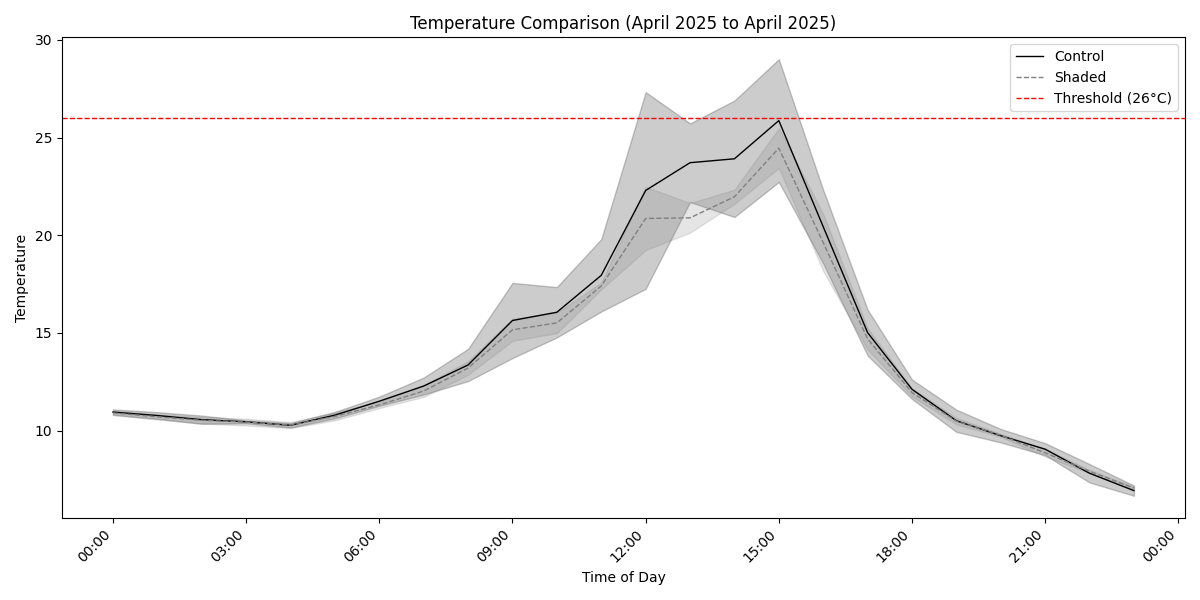 Temperature Comparison (April 2025 to April 2025)
Control
Shaded
Threshold (26°C)
Temperature
30
25
20
15
10
00:00
03:00
06:00
09:00
12:00
15:00
18:00
21:00
00:00
Time of Day